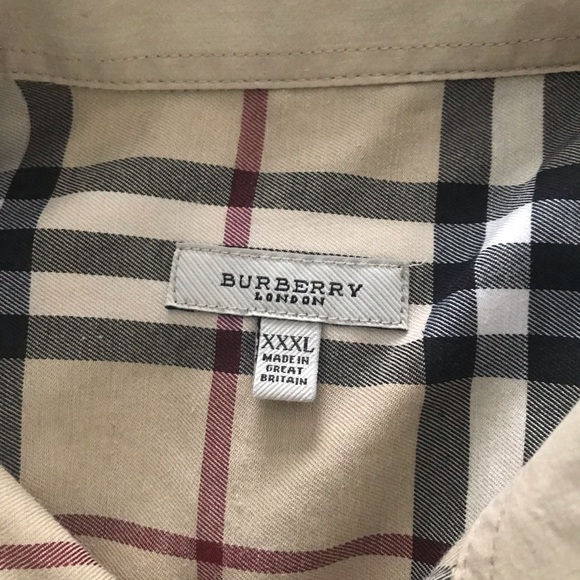 BURBERRY
LONDON
XXXL
MADE IN
GREAT
BRITAIN